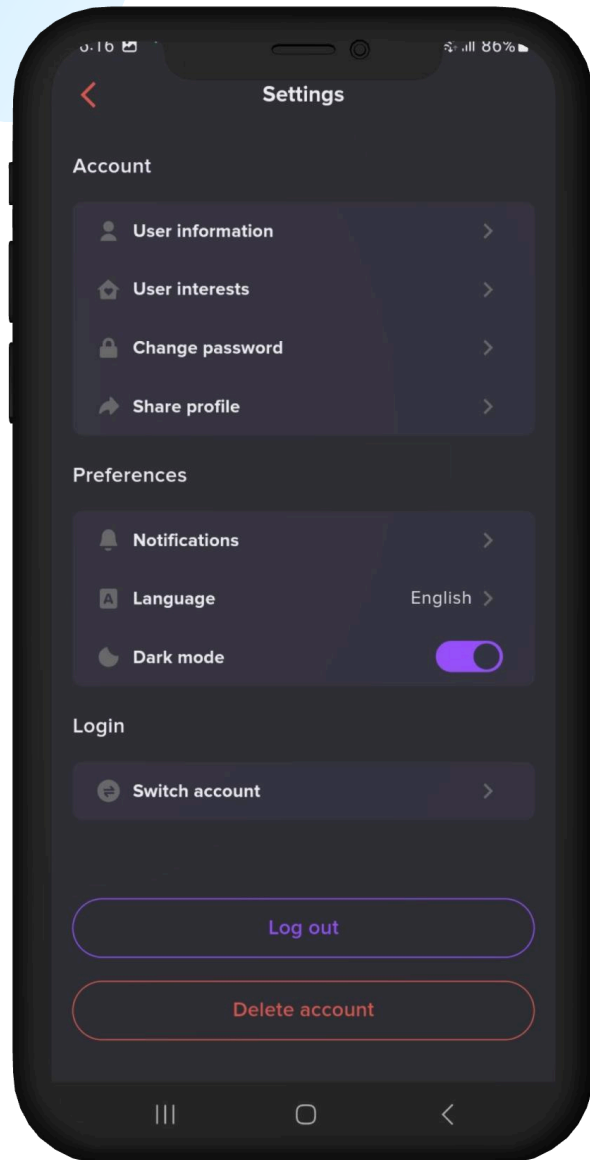 86%
Settings
Account
User information
User interests
Change password
Share profile
Preferences
Notifications
A Language English
Dark mode
Login
Switch account
Log out
Delete account